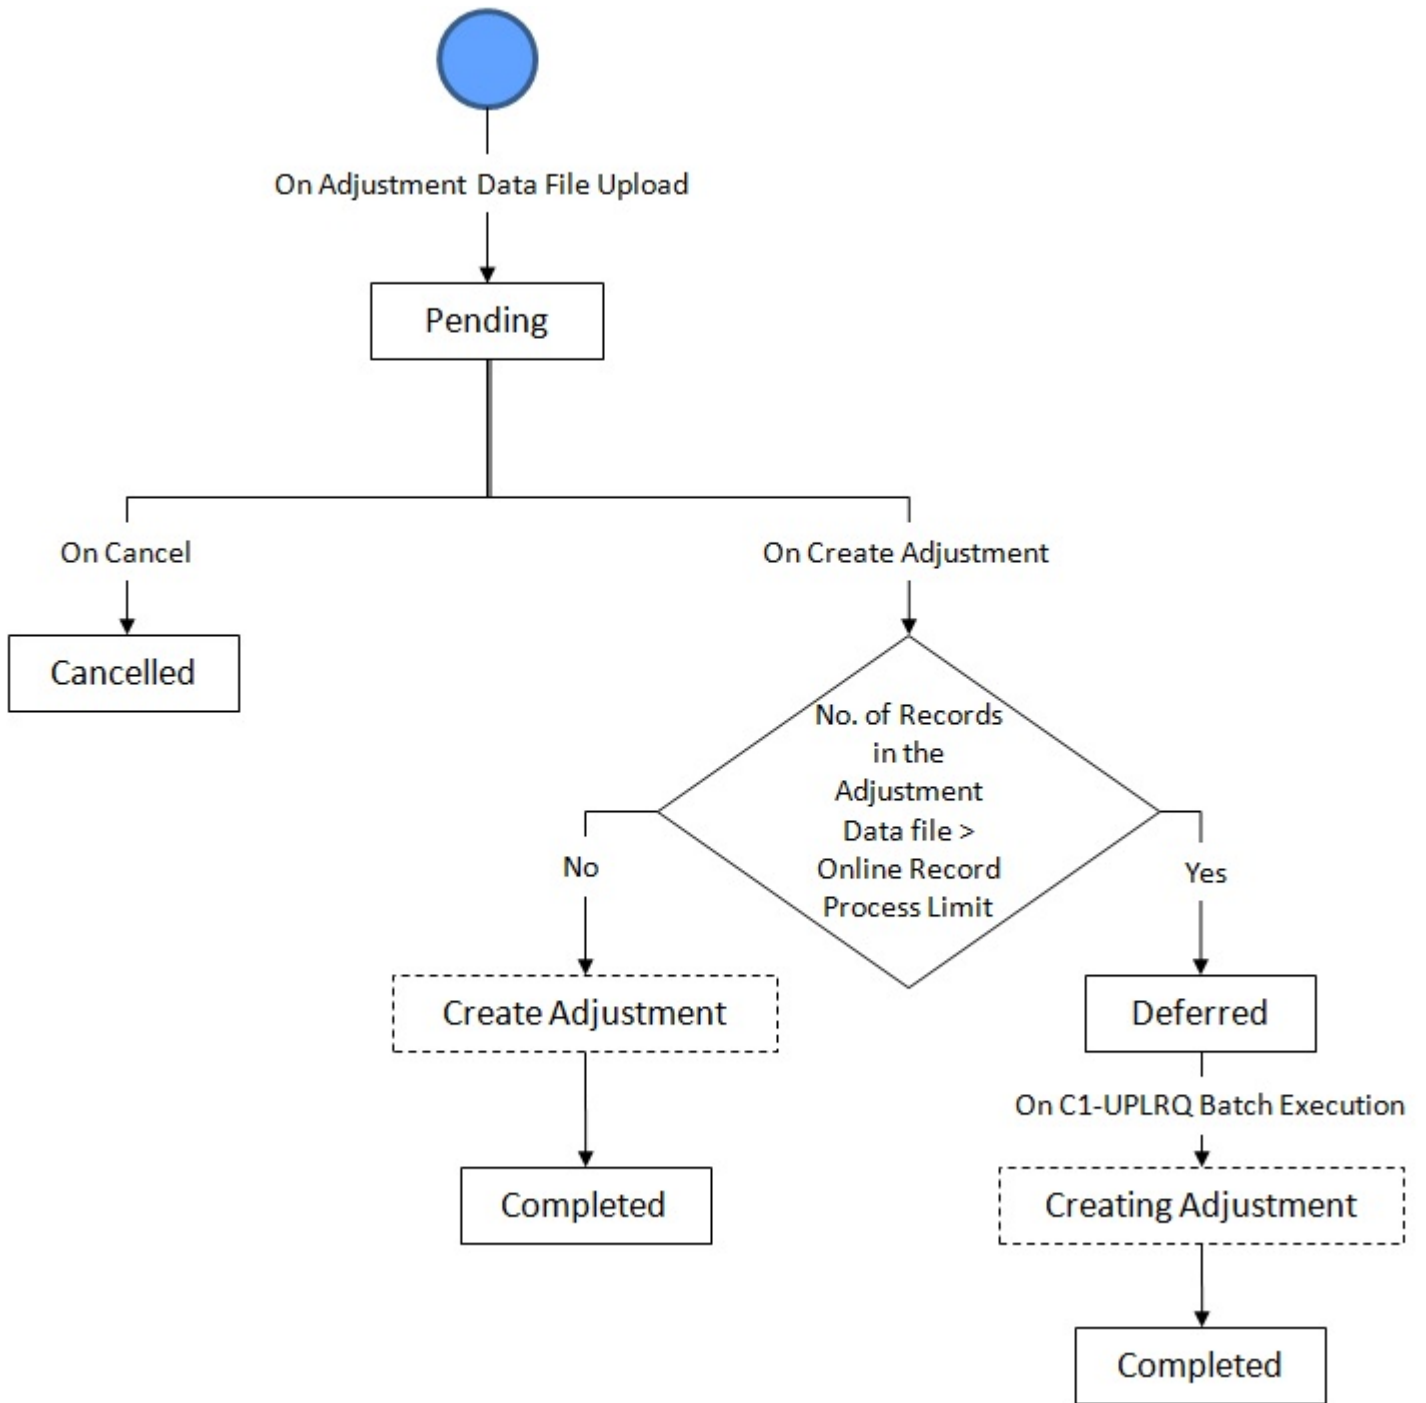 On Adjustment Data File Upload
Pending
On Cancel
On Create Adjustment
Cancelled
No. of Records
in the
Adjustment
Data file >
Online Record
Process Limit
No
Yes
Create Adjustment
Deferred
On C1-UPLRQ Batch Execution
Completed
Creating Adjustment
Completed